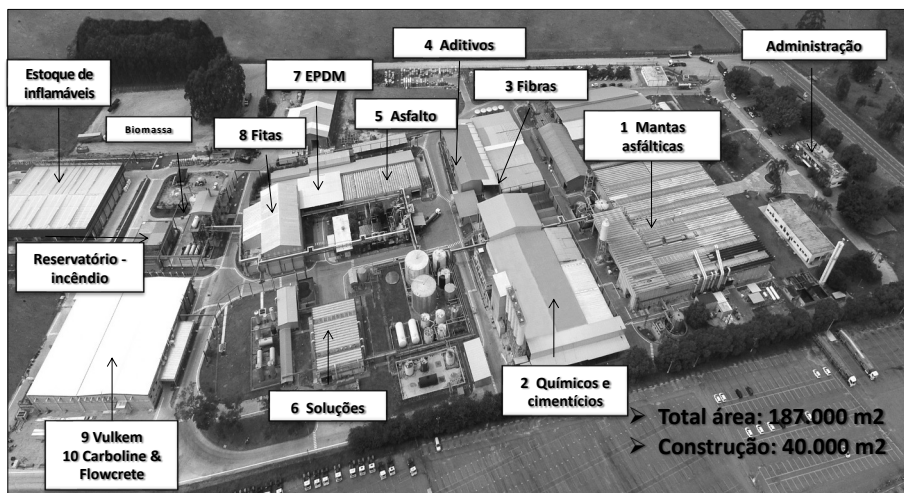 4 Aditivos
Administração
Estoque de
inflamáveis
7 EPDM
3 Fibras
5 Asfalto
1 Mantas
asfálticas
Biomassa
8 Fitas
Reservatório -
incêndio
2 Químicos e
cimentícios
6 Soluções
➢ Total área: 187.000 m2
➢ Construção: 40.000 m2
9 Vulkem
10 Carboline &
Flowcrete